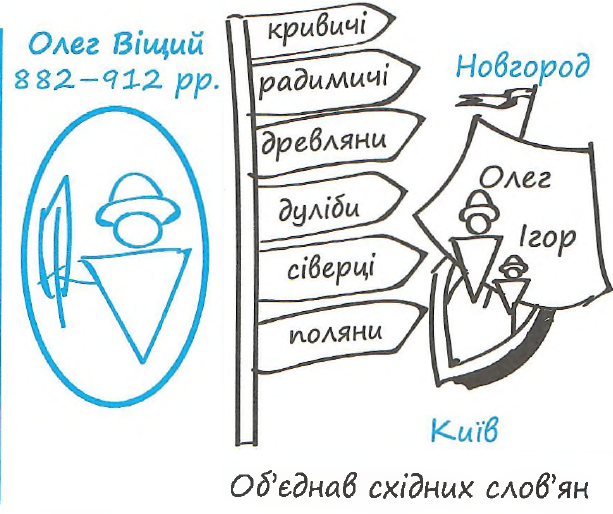 Олег Віщий
882–912 рр.
кривичі
радимичі
древляни
дуліби
сіверці
поляни
Новгород
Олег
Ігор
Київ
Об'єднав східних слов'ян